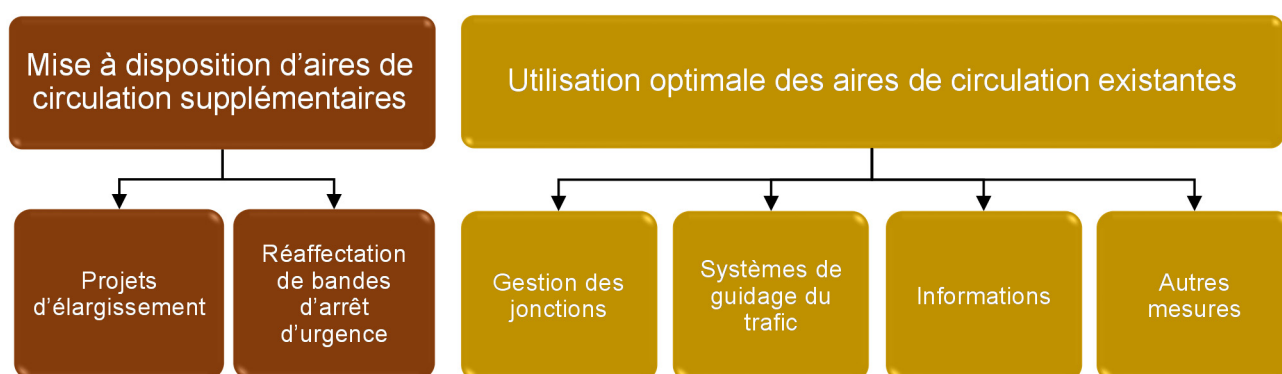 Mise à disposition d'aires de
circulation supplémentaires
Utilisation optimale des aires de circulation existantes
Projets
d'élargissement
Réaffectation
de bandes
d'arrêt
d'urgence
Gestion des
jonctions
Systèmes de
guidage du
trafic
Informations
Autres
mesures